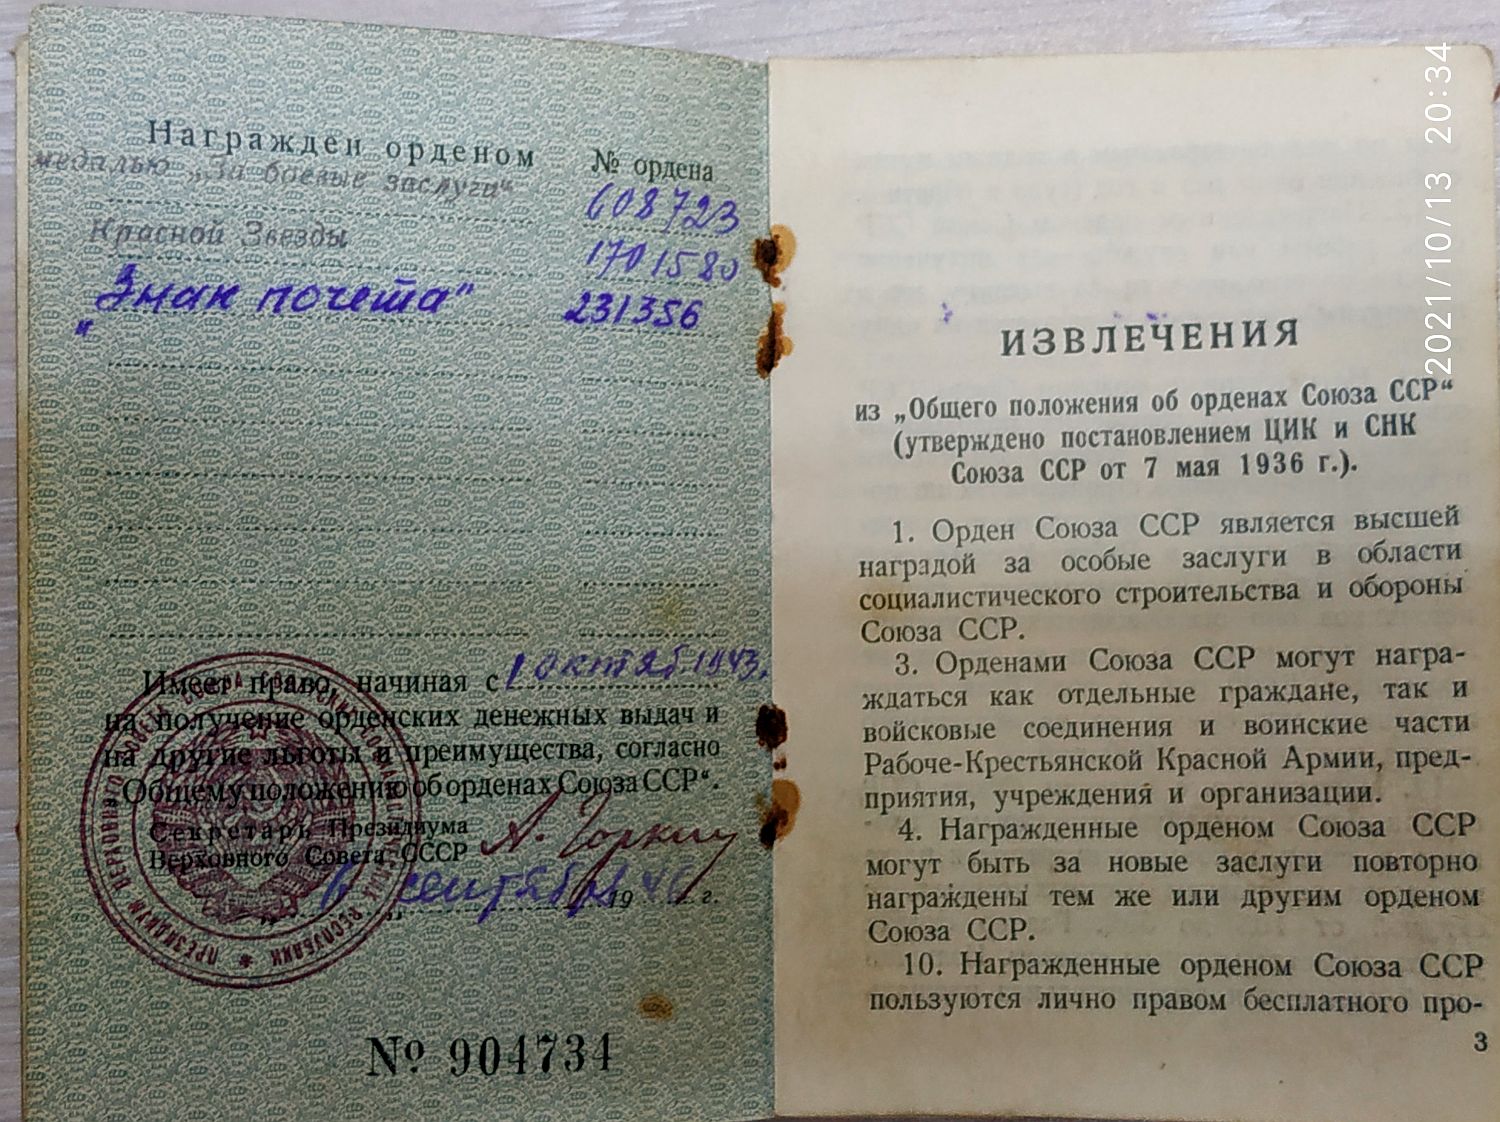 Награжден орденом
№ ордена
медалью „За боевые заслуги“
608723
Красной Звезды
1701580
„Знак почета“
231356
Имеет право, начиная с 1 октяб. 1943г.
на получение орденских денежных выдач и
на другие льготы и преимущества, согласно
„Общему положению об орденах Союза ССР“.
Секретарь Президиума
Верховного Совета СССР
А. Горкин
сентября 1946 г.
ПРЕЗИДИУМ ВЕРХОВНОГО
№ 904734
ИЗВЛЕЧЕНИЯ
из „Общего положения об орденах Союза ССР“
(утверждено постановлением ЦИК и СНК
Союза ССР от 7 мая 1936 г.).
1. Орден Союза ССР является высшей
наградой за особые заслуги в области
социалистического строительства и обороны
Союза ССР.
3. Орденами Союза ССР могут награ-
ждаться как отдельные граждане, так и
войсковые соединения и воинские части
Рабоче-Крестьянской Красной Армии, пред-
приятия, учреждения и организации.
4. Награжденные орденом Союза ССР
могут быть за новые заслуги повторно
награждены тем же или другим орденом
Союза ССР.
10. Награжденные орденом Союза ССР
пользуются лично правом бесплатного про-
3
2021/10/13 20:34